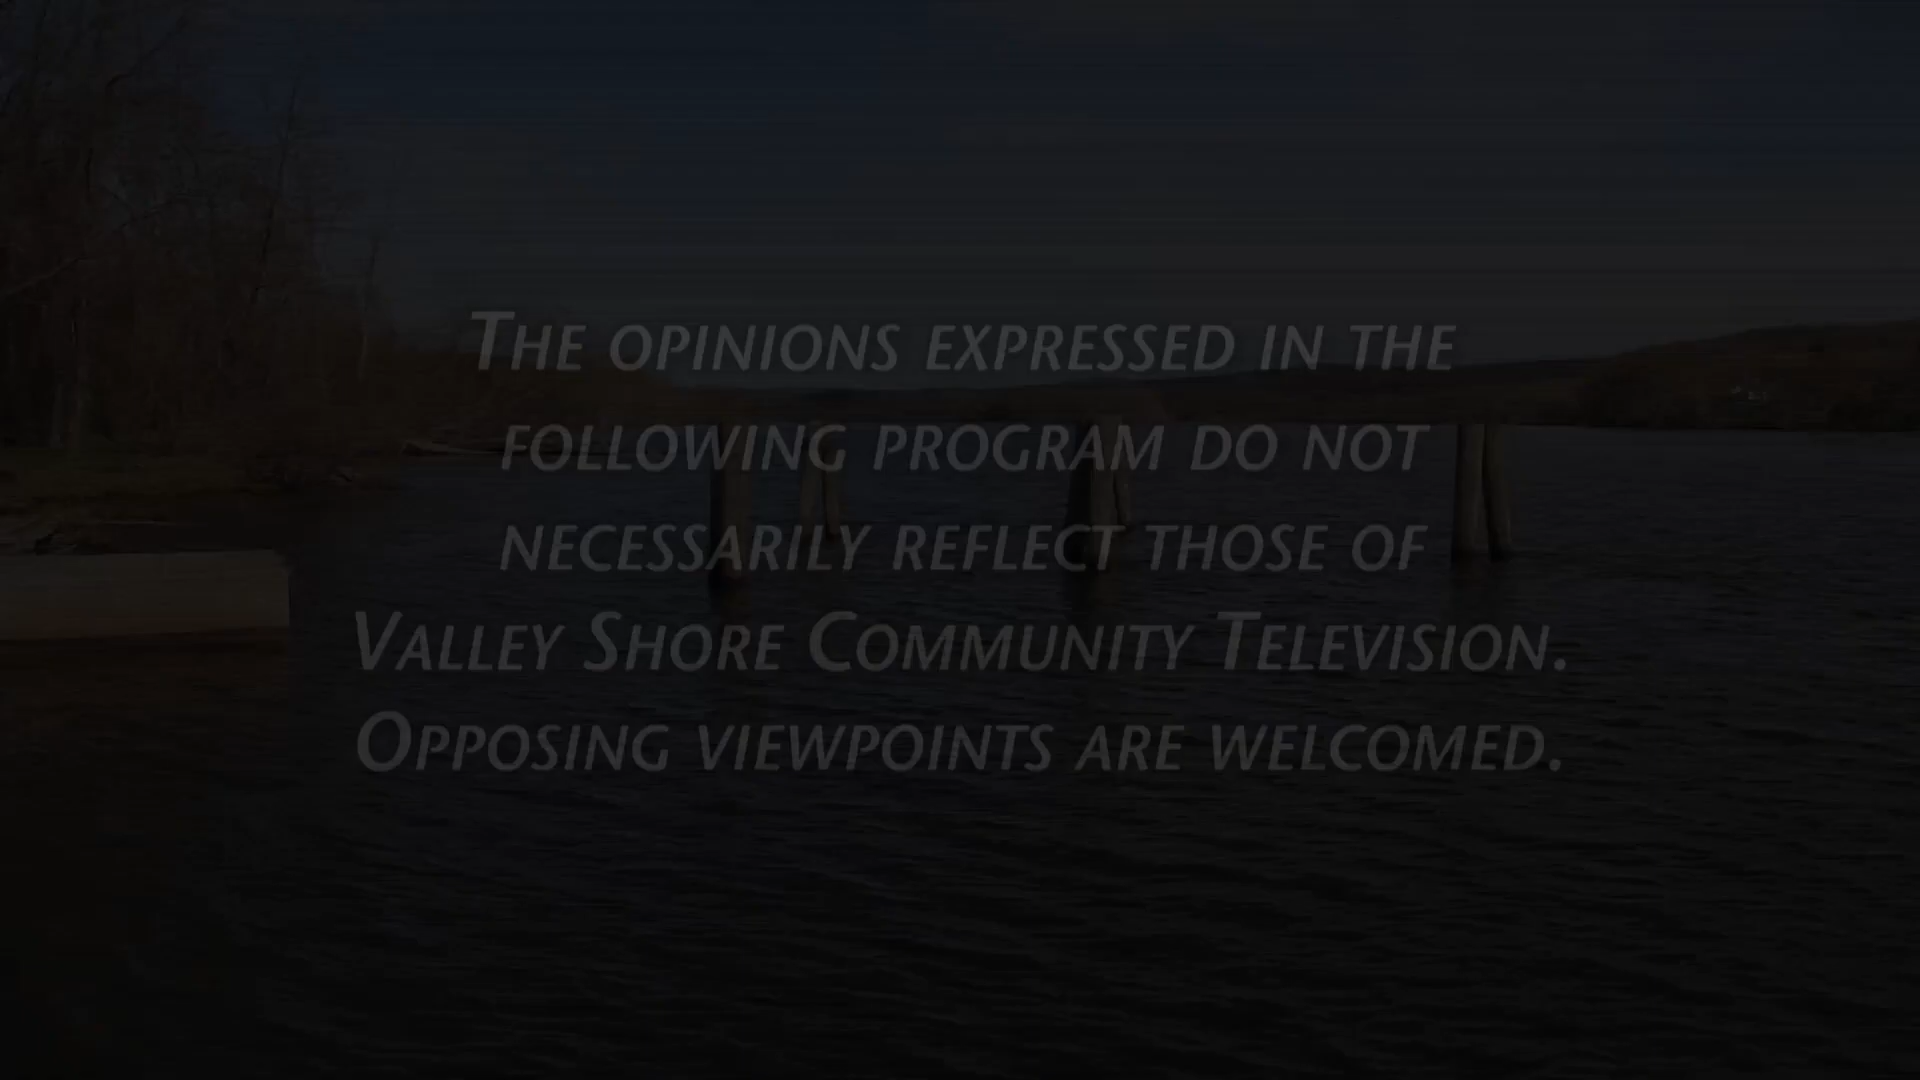 The opinions expressed in the
following program do not
necessarily reflect those of
Valley Shore Community Television.
Opposing viewpoints are welcomed.